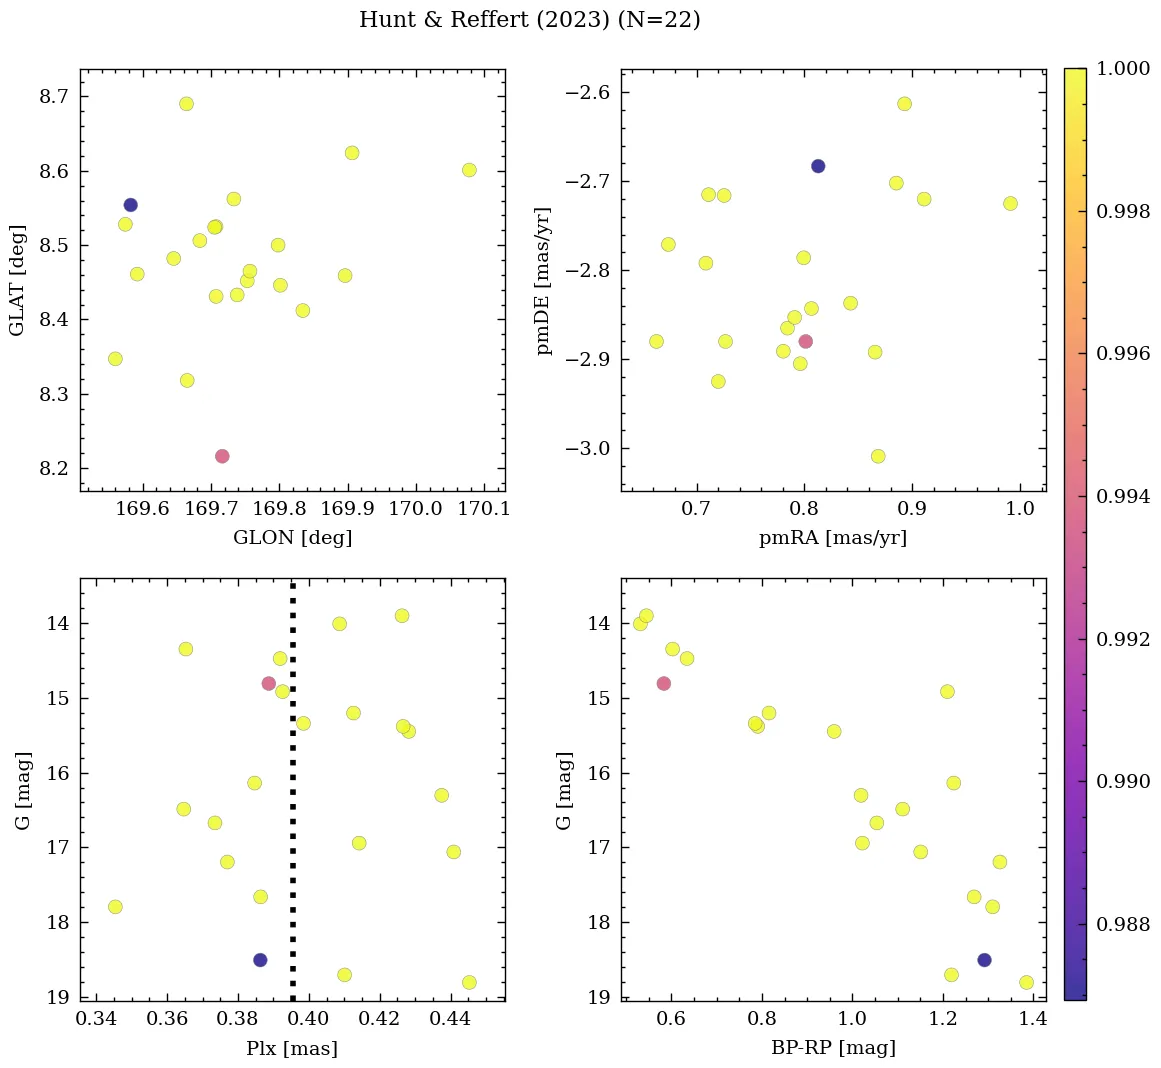 Hunt & Reffert (2023) (N=22)
8.7
8.6
8.5
8.4
8.3
8.2
GLAT [deg]
169.6 169.7 169.8 169.9 170.0 170.1
GLON [deg]
−2.6
−2.7
−2.8
−2.9
−3.0
pmDE [mas/yr]
0.7 0.8 0.9 1.0
pmRA [mas/yr]
1.000
0.998
0.996
0.994
0.992
0.990
0.988
14
15
16
17
18
19
G [mag]
0.34 0.36 0.38 0.40 0.42 0.44
Plx [mas]
14
15
16
17
18
19
G [mag]
0.6 0.8 1.0 1.2 1.4
BP-RP [mag]